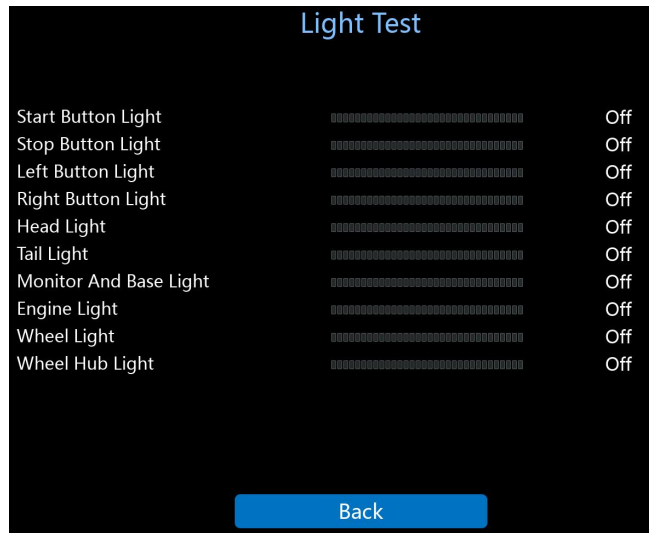 Light Test
Start Button Light Off
Stop Button Light Off
Left Button Light Off
Right Button Light Off
Head Light Off
Tail Light Off
Monitor And Base Light Off
Engine Light Off
Wheel Light Off
Wheel Hub Light Off
Back